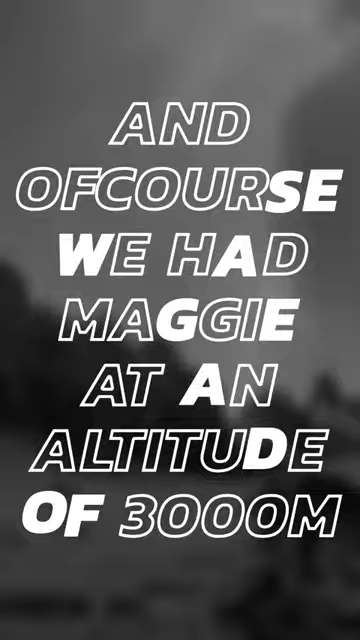 AND
OFCOURSE
WE HAD
MAGGIE
AT AN
ALTITUDE
OF 3000M